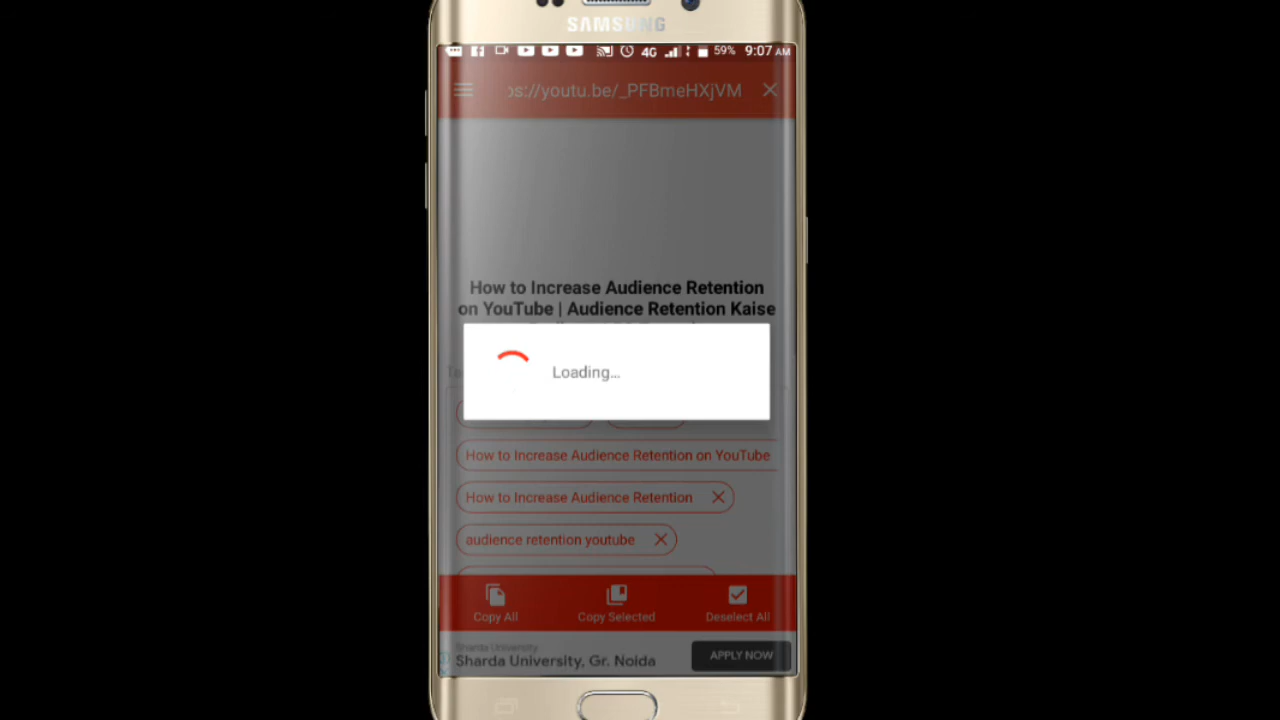 SAMSUNG
4G 59% 9:07 AM
os://youtu.be/_PFBmeHXjVM
How to Increase Audience Retention
on YouTube | Audience Retention Kaise
Loading...
How to Increase Audience Retention on YouTube
How to Increase Audience Retention
audience retention youtube
Copy All Copy Selected Deselect All
Sharda University
Sharda University, Gr. Noida
APPLY NOW